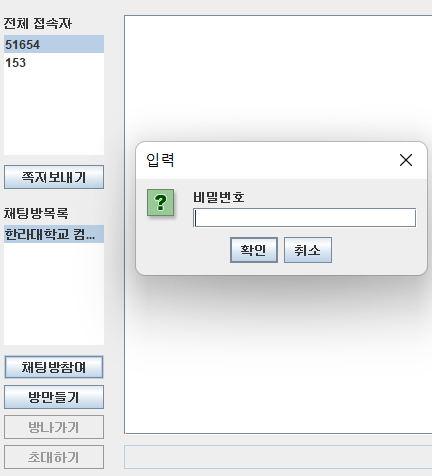 전체 접속자
51654
153
쪽지보내기
채팅방목록
한라대학교 컴...
채팅방참여
방만들기
방나가기
초대하기
입력
?
비밀번호
확인 취소